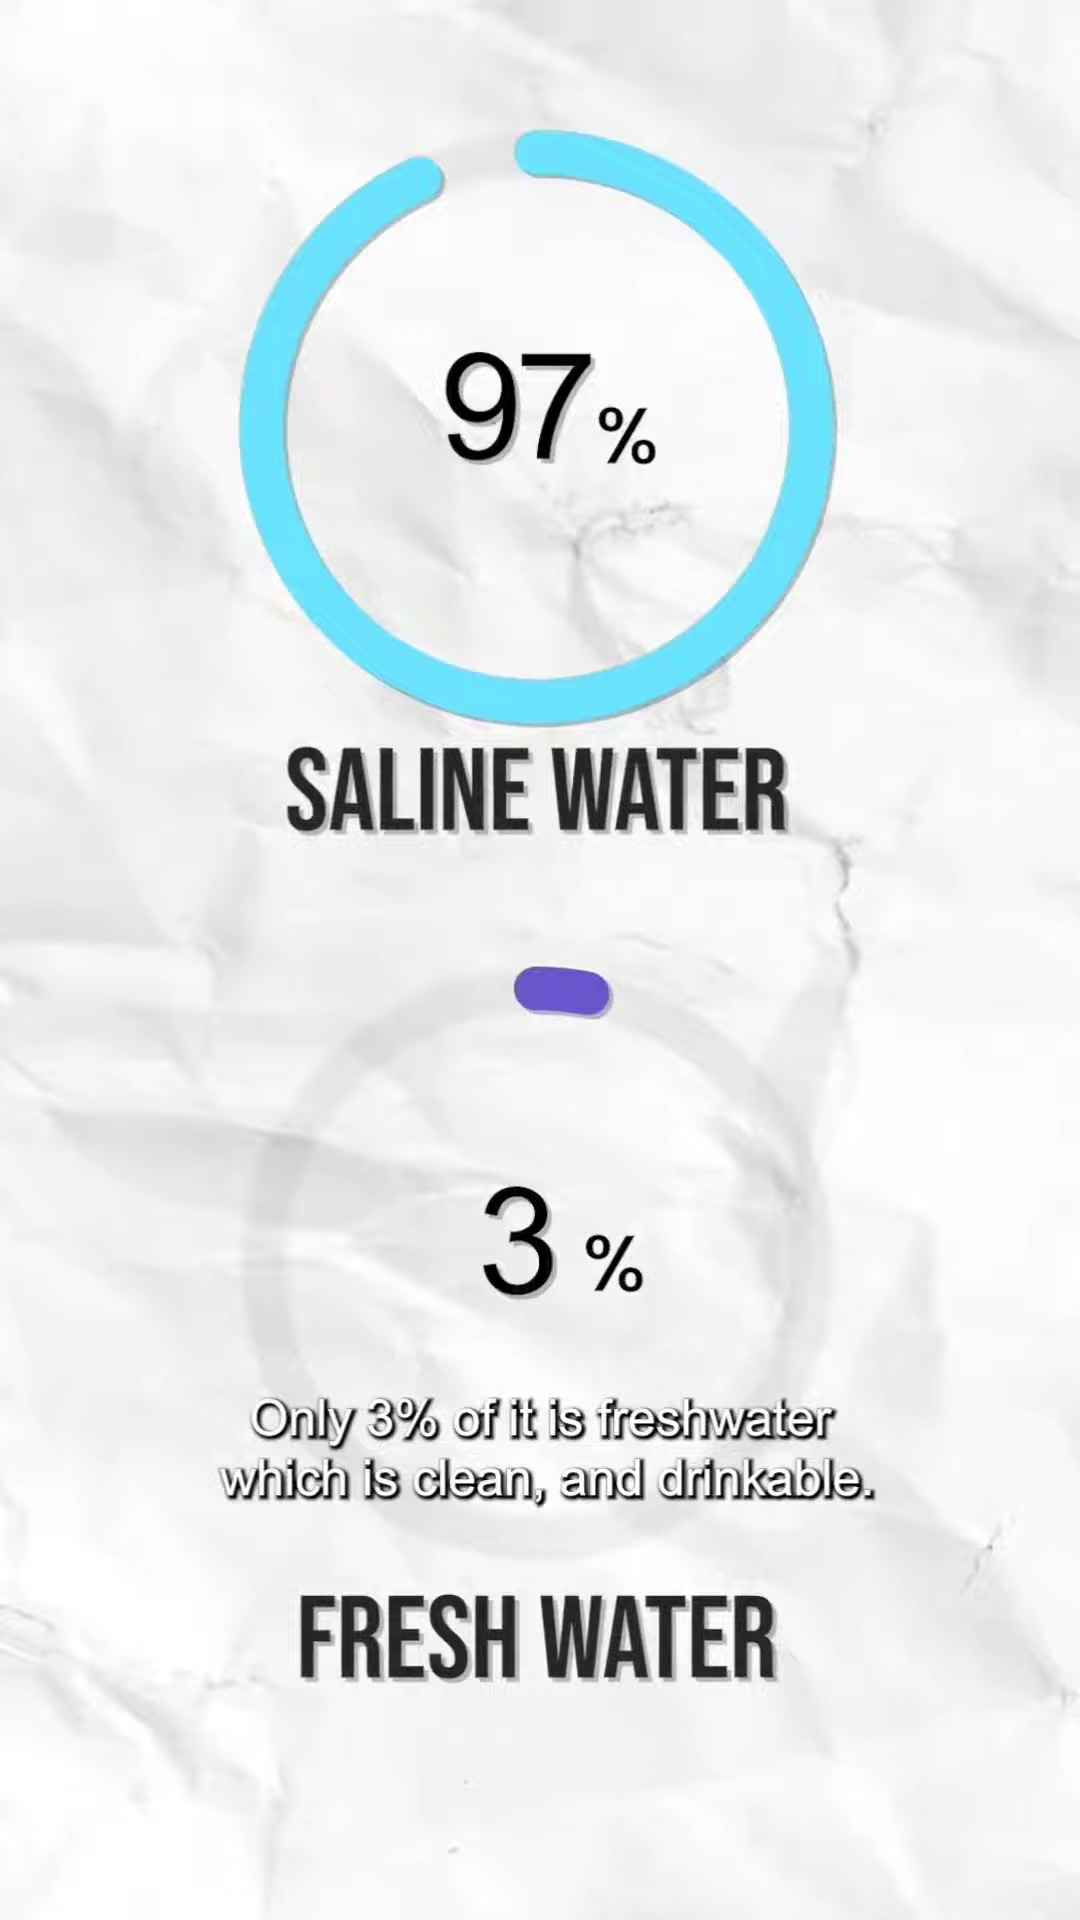 97%
SALINE WATER
3 %
Only 3% of it is freshwater
which is clean, and drinkable.
FRESH WATER